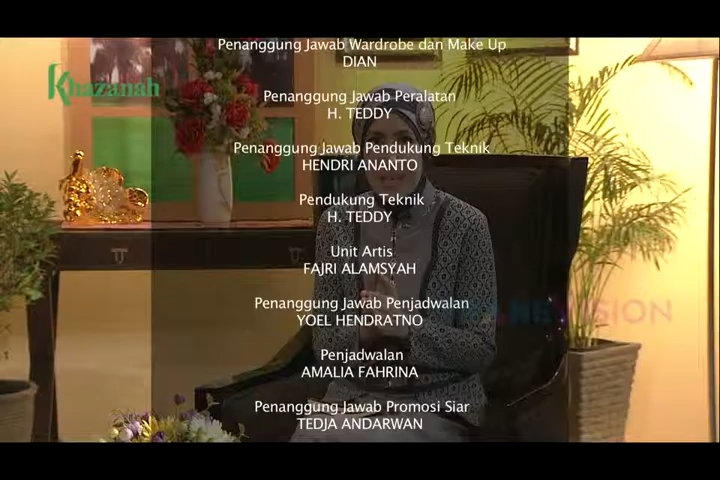 Penanggung Jawab Wardrobe dan Make Up
DIAN
Khazanah
Penanggung Jawab Peralatan
H. TEDDY
Penanggung Jawab Pendukung Teknik
HENDRI ANANTO
Pendukung Teknik
H. TEDDY
Unit Artis
FAJRI ALAMSYAH
Penanggung Jawab Penjadwalan
YOEL HENDRATNO
Penjadwalan
AMALIA FAHRINA
Penanggung Jawab Promosi Siar
TEDJA ANDARWAN